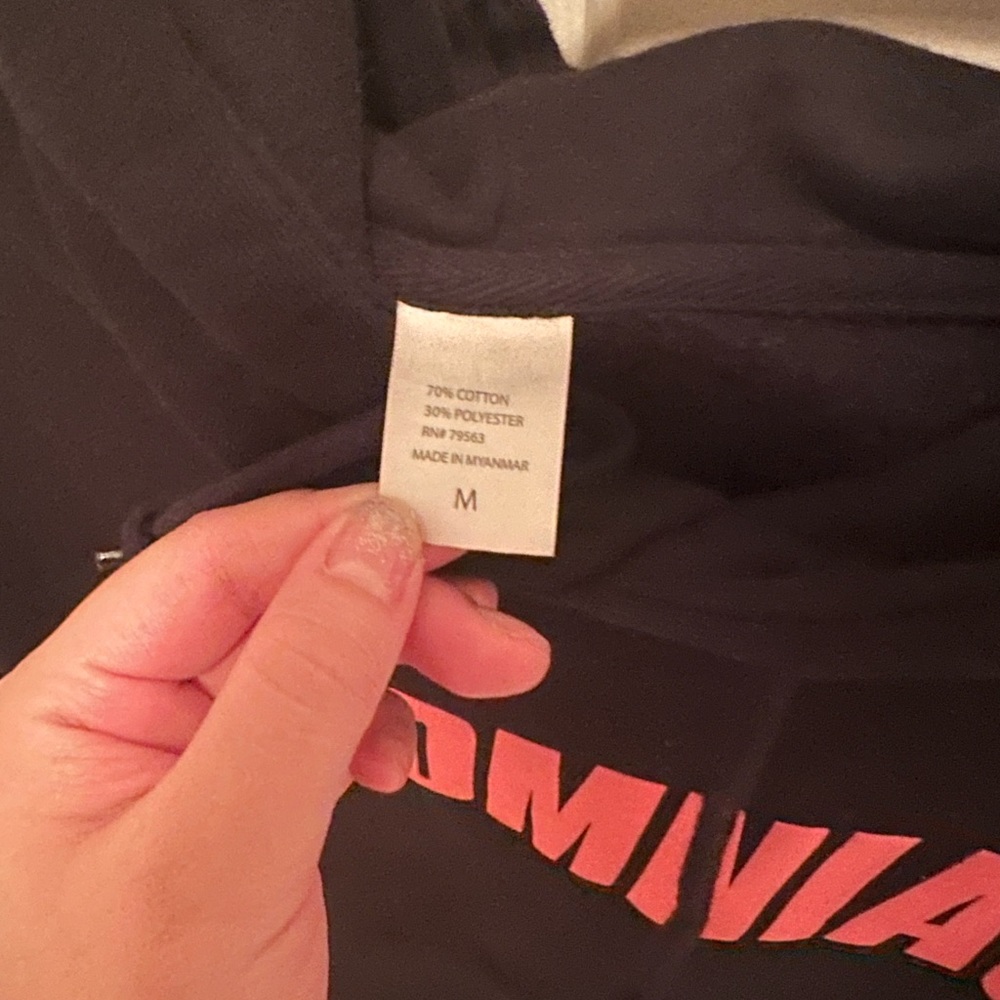 70% COTTON
30% POLYESTER
RN# 79563
MADE IN MYANMAR
M